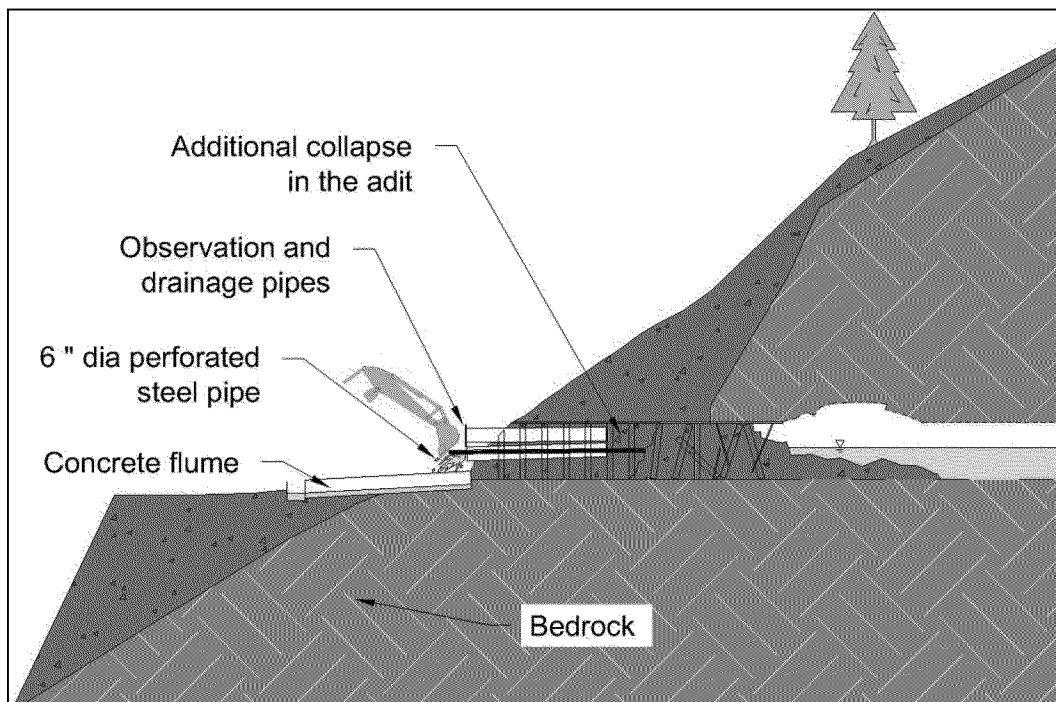 Additional collapse
in the adit
Observation and
drainage pipes
6 " dia perforated
steel pipe
Concrete flume
Bedrock